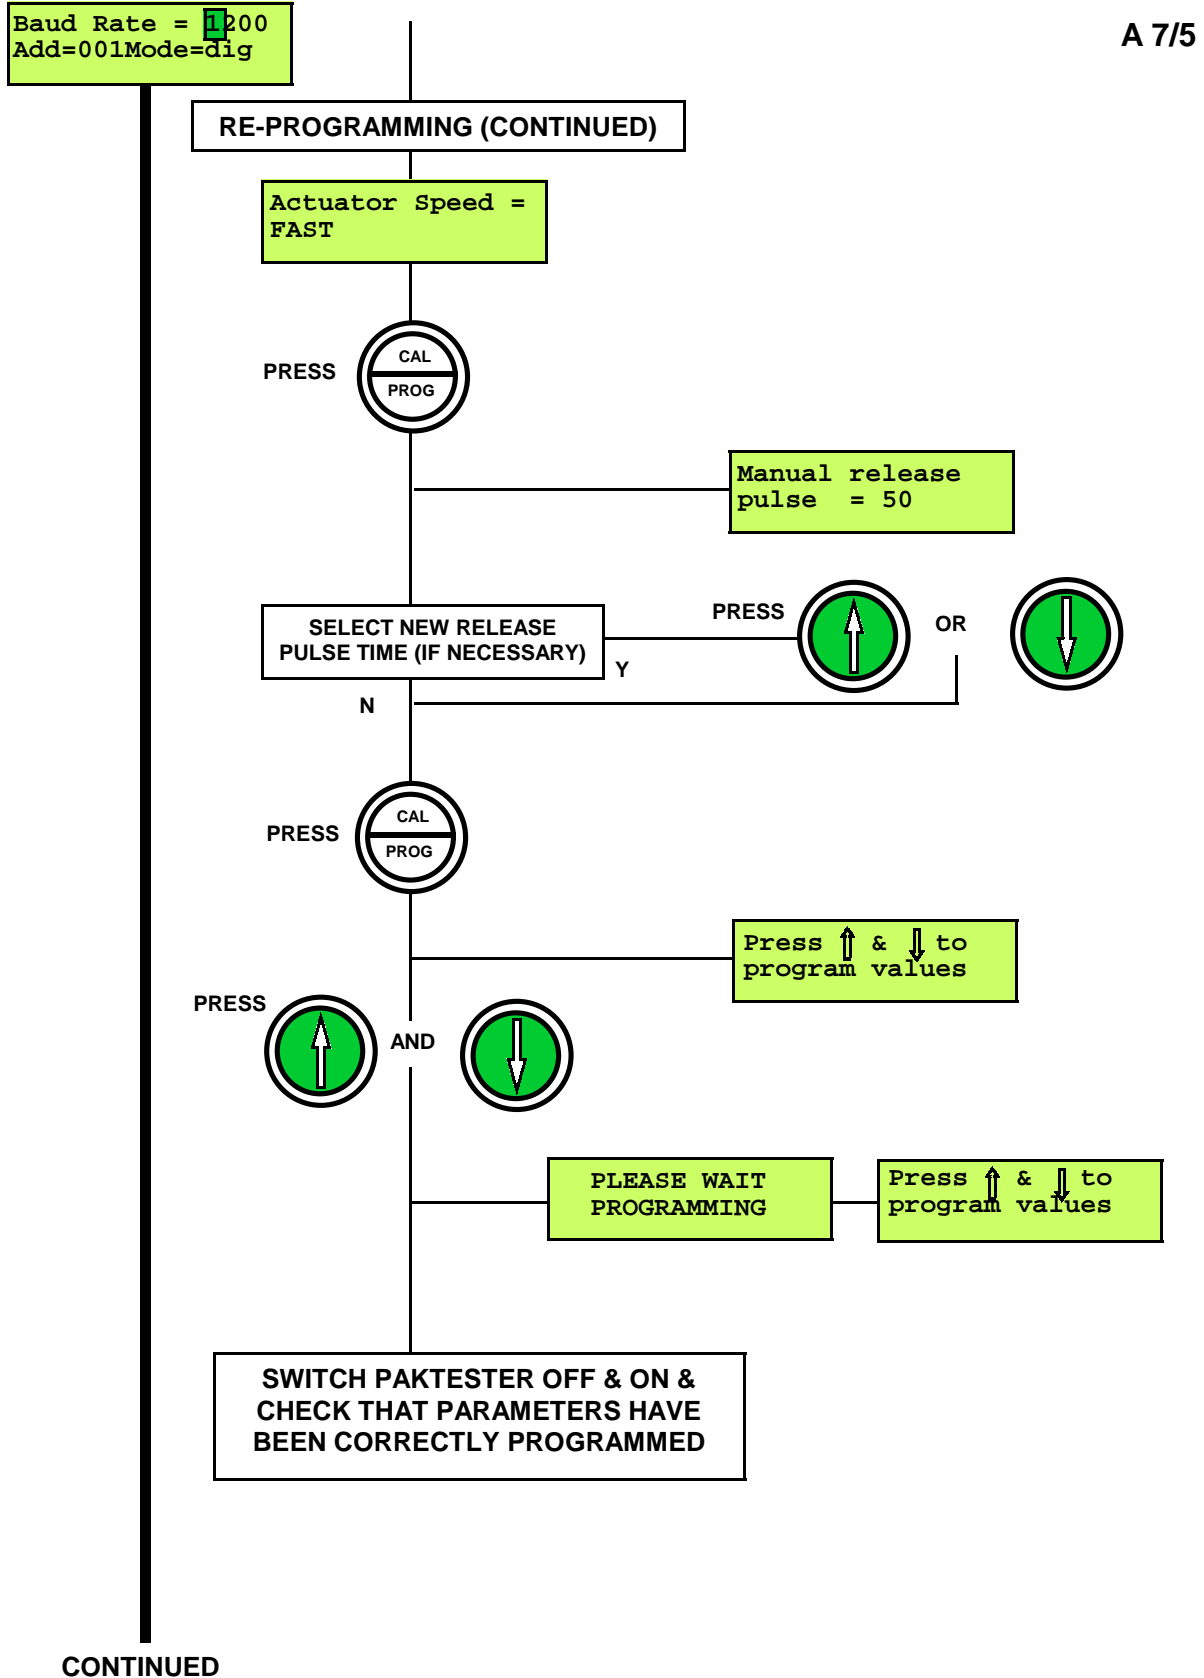 Baud Rate = 1200
Add=001Mode=dig
A 7/5
RE-PROGRAMMING (CONTINUED)
Actuator Speed =
FAST
PRESS
CAL
PROG
Manual release
pulse = 50
SELECT NEW RELEASE
PULSE TIME (IF NECESSARY)
PRESS
OR
Y
N
PRESS
CAL
PROG
Press ⇑ & ⇓ to
program values
PRESS
AND
PLEASE WAIT
PROGRAMMING
Press ⇑ & ⇓ to
program values
SWITCH PAKTESTER OFF & ON &
CHECK THAT PARAMETERS HAVE
BEEN CORRECTLY PROGRAMMED
CONTINUED